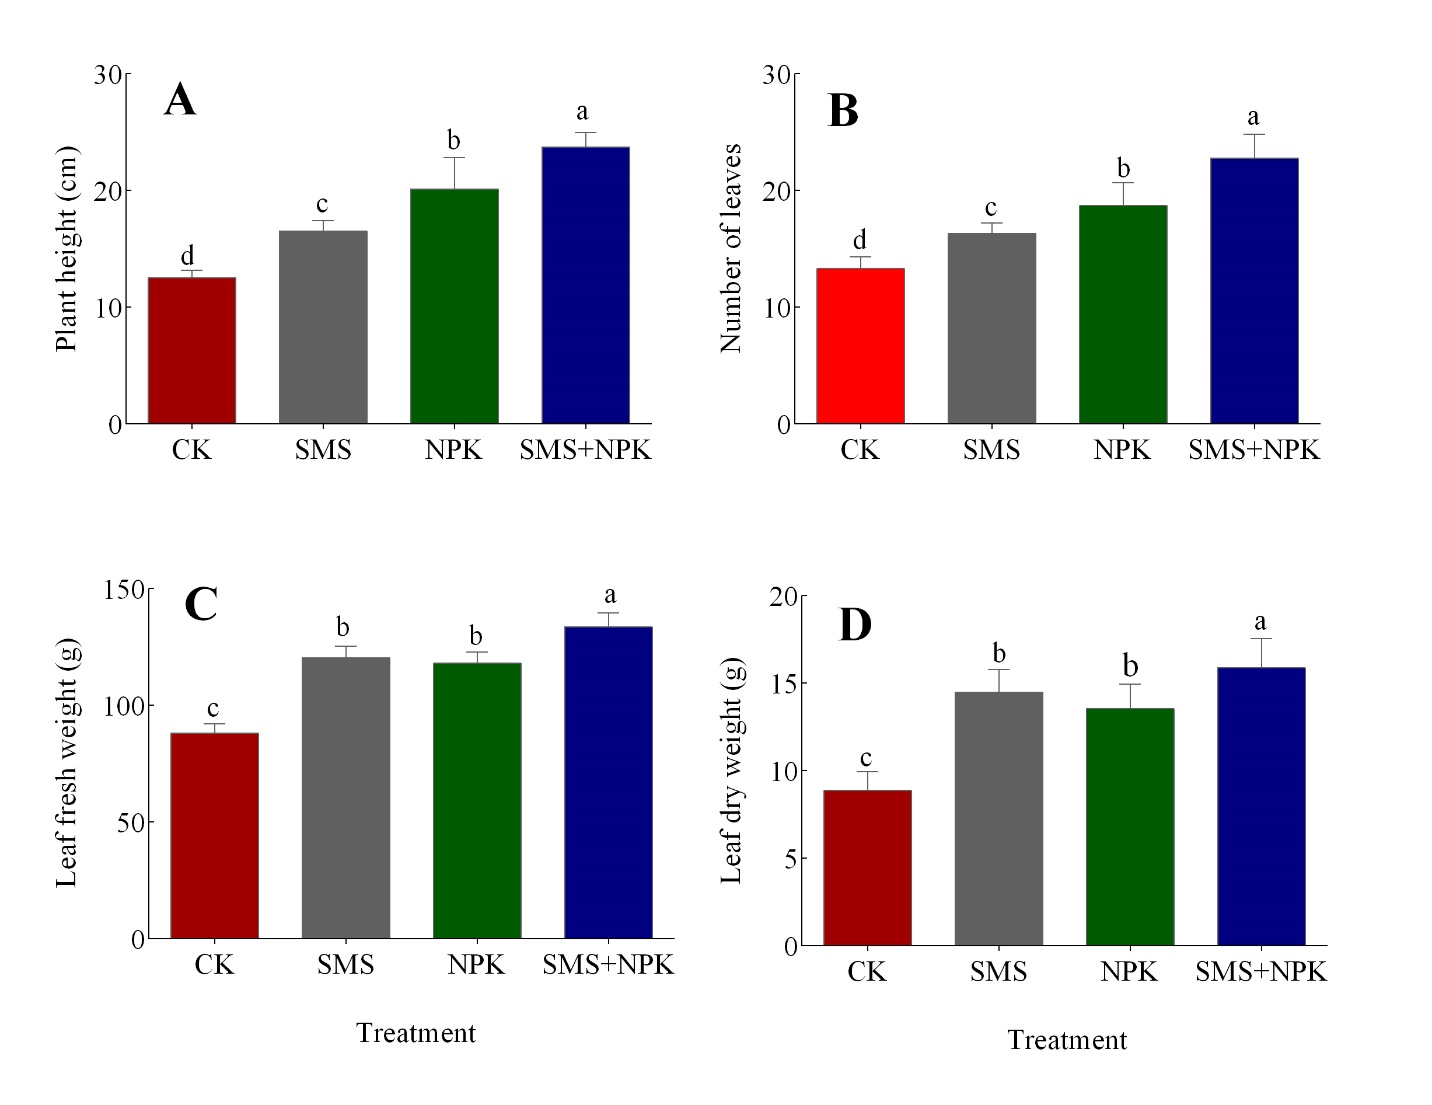 A
Plant height (cm)
30
20
10
0
d
c
b
a
CK SMS NPK SMS+NPK
B
Number of leaves
30
20
10
0
d
c
b
a
CK SMS NPK SMS+NPK
C
Leaf fresh weight (g)
150
100
50
0
c
b
b
a
CK SMS NPK SMS+NPK
Treatment
D
Leaf dry weight (g)
20
15
10
5
0
c
b
b
a
CK SMS NPK SMS+NPK
Treatment